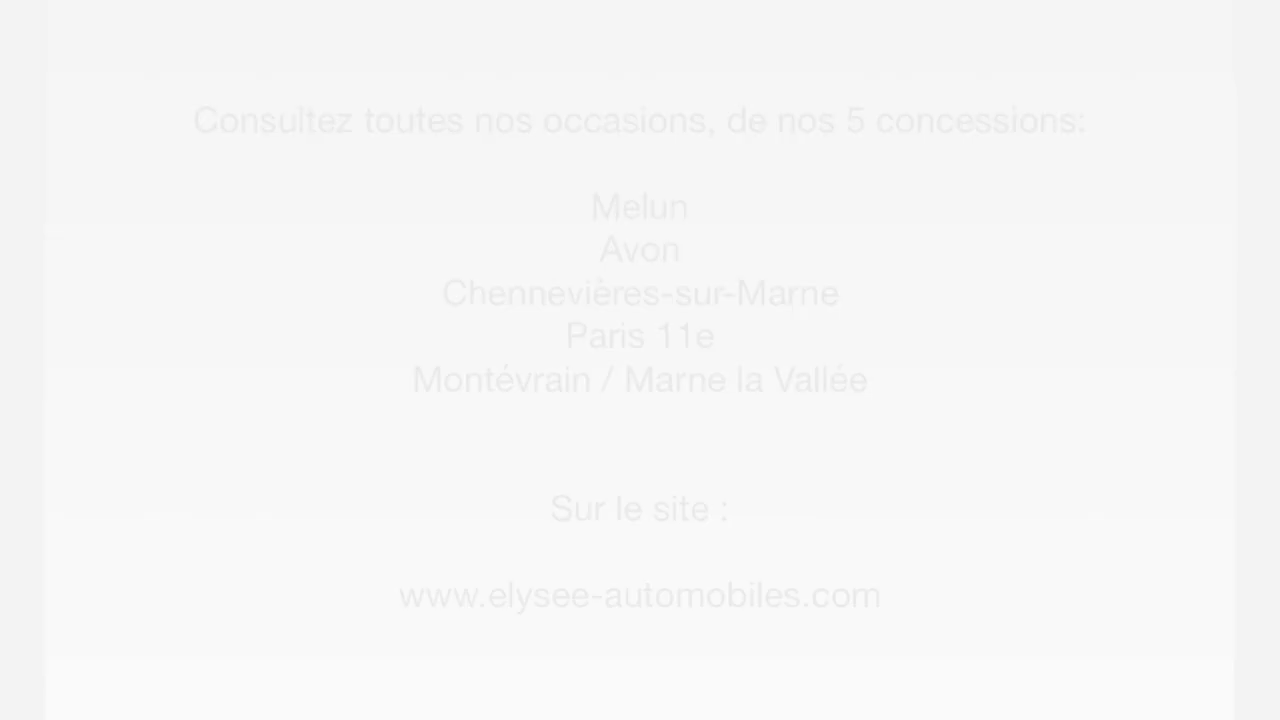 Consultez toutes nos occasions, de nos 5 concessions:
Melun
Avon
Chennevières-sur-Marne
Paris 11e
Montévrain / Marne la Vallée
Sur le site :
www.elysee-automobiles.com